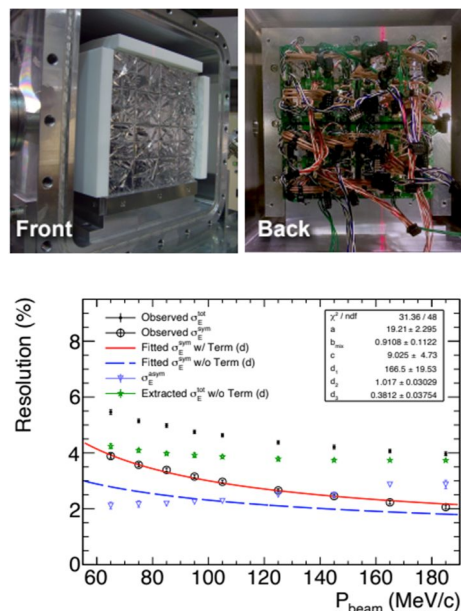 Front
Back
Resolution (%)
8
6
4
2
0
Observed σ_E^tot
Observed σ_E^sym
Fitted σ_E^sym w/ Term (d)
Fitted σ_E^sym w/o Term (d)
σ_E^asym
Extracted σ_E^tot w/o Term (d)
χ² / ndf 31.36 / 48
a 19.21 ± 2.295
b_mix 0.9108 ± 0.1122
c 9.025 ± 4.73
d₁ 166.5 ± 19.53
d₂ 1.017 ± 0.03029
d₃ 0.3812 ± 0.03754
60 80 100 120 140 160 180
P_beam (MeV/c)